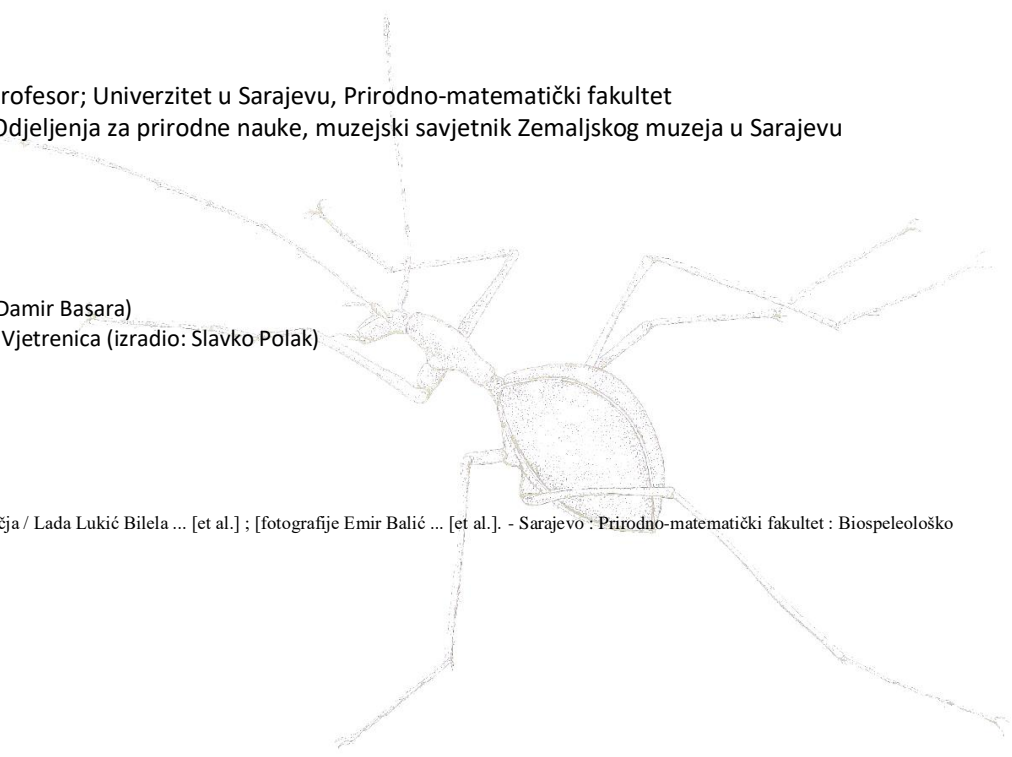 rofesor; Univerzitet u Sarajevu, Prirodno-matematički fakultet
Odjeljenja za prirodne nauke, muzejski savjetnik Zemaljskog muzeja u Sarajevu
Damir Basara)
Vjetrenica (izradio: Slavko Polak)
čja / Lada Lukić Bilela ... [et al.] ; [fotografije Emir Balić ... [et al.]. - Sarajevo : Prirodno-matematički fakultet : Biospeleološko